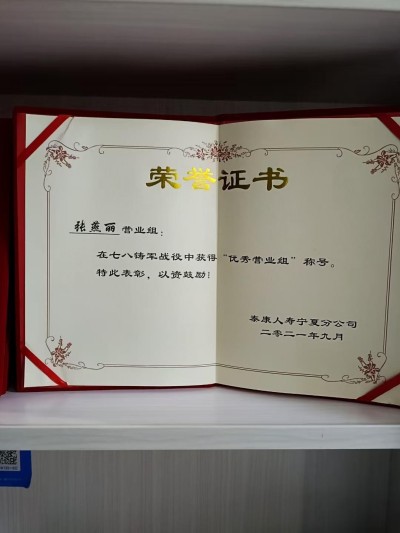 荣誉证书
张燕丽 营业组：
在七八铸军战役中获得“优秀营业组”称号。
特此表彰，以资鼓励！
泰康人寿宁夏分公司
二零二一年九月